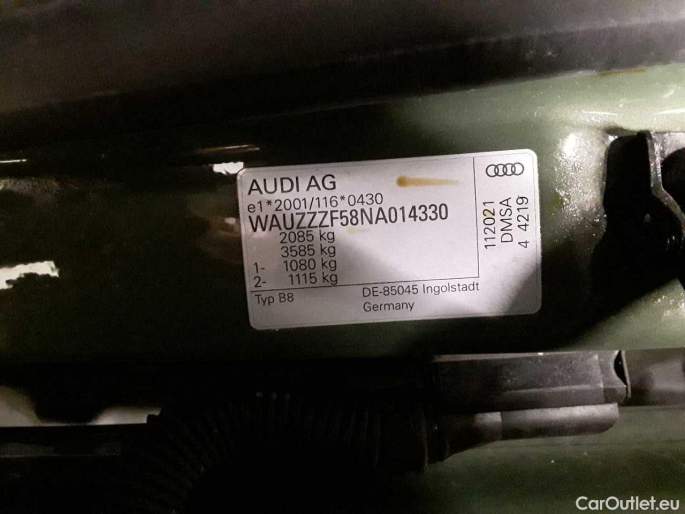 AUDI AG
e1*2001/116*0430
WAUZZZF58NA014330
2085 kg
3585 kg
1- 1080 kg
2- 1115 kg
Typ B8
DE-85045 Ingolstadt
Germany
112021
DMSA
4 4219
CarOutlet.eu